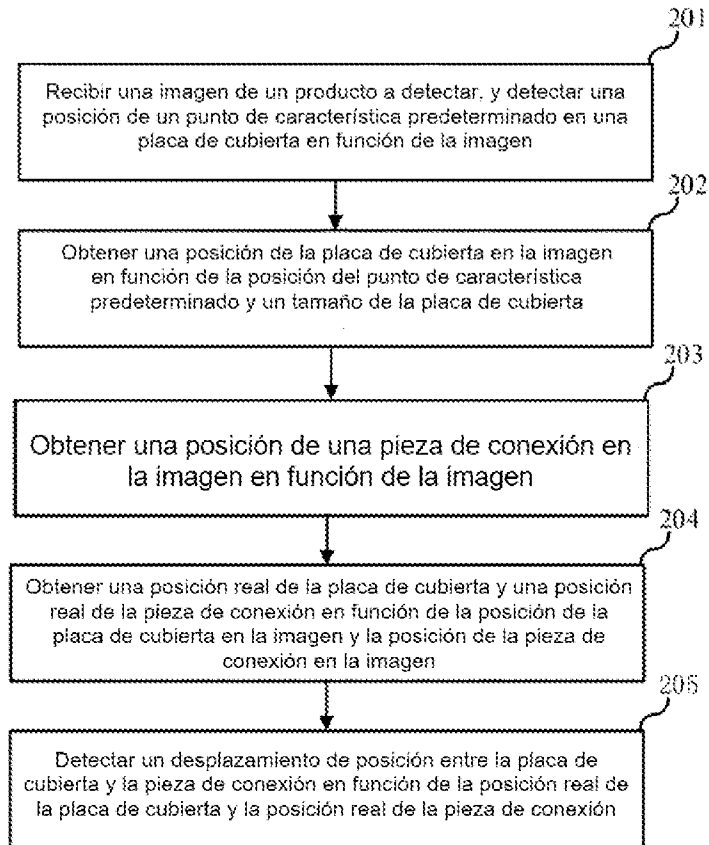 201
Recibir una imagen de un producto a detectar, y detectar una
posición de un punto de característica predeterminado en una
placa de cubierta en función de la imagen
202
Obtener una posición de la placa de cubierta en la imagen
en función de la posición del punto de característica
predeterminado y un tamaño de la placa de cubierta
203
Obtener una posición de una pieza de conexión en
la imagen en función de la imagen
204
Obtener una posición real de la placa de cubierta y una posición
real de la pieza de conexión en función de la posición de la
placa de cubierta en la imagen y la posición de la pieza de
conexión en la imagen
205
Detectar un desplazamiento de posición entre la placa de
cubierta y la pieza de conexión en función de la posición real de
la placa de cubierta y la posición real de la pieza de conexión